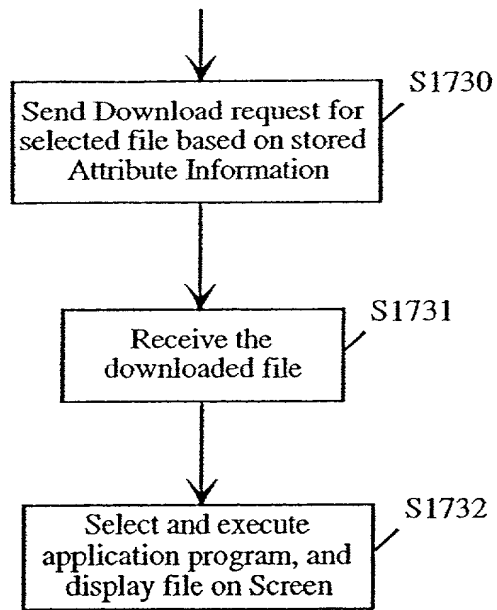 S1730
Send Download request for
selected file based on stored
Attribute Information
S1731
Receive the
downloaded file
S1732
Select and execute
application program, and
display file on Screen